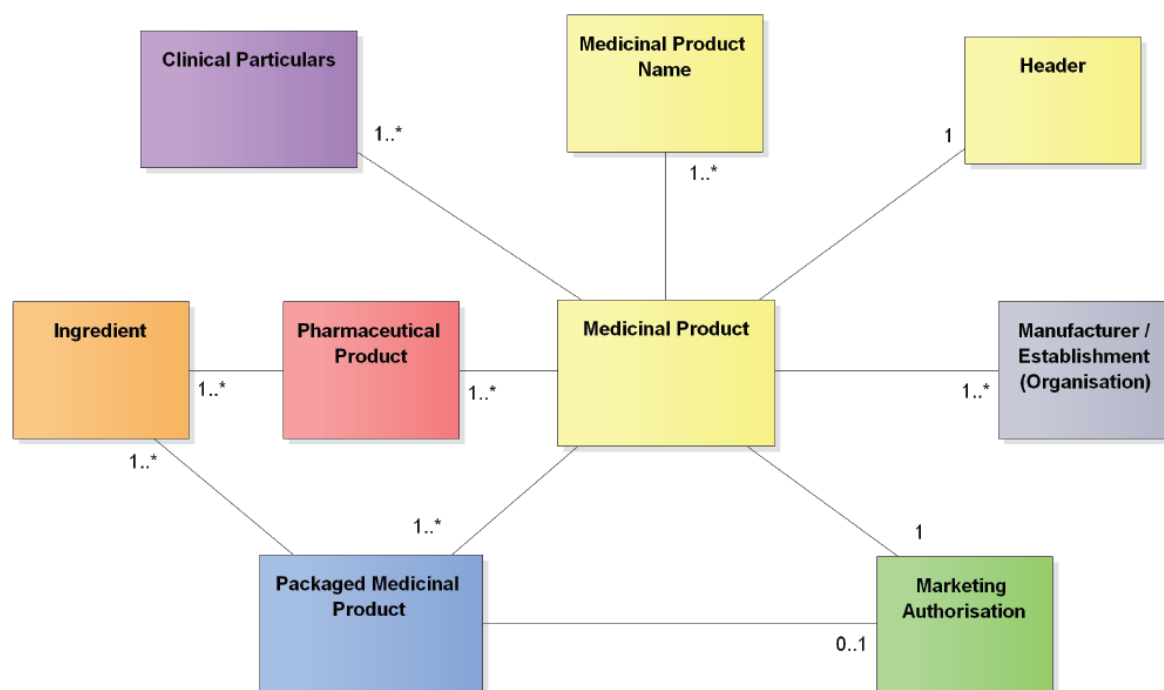 Clinical Particulars
Medicinal Product
Name
Header
1..*
1..*
1
Ingredient
Pharmaceutical
Product
Medicinal Product
Manufacturer /
Establishment
(Organisation)
1..*
1..*
1..*
1..*
1..*
1
Packaged Medicinal
Product
Marketing
Authorisation
0..1